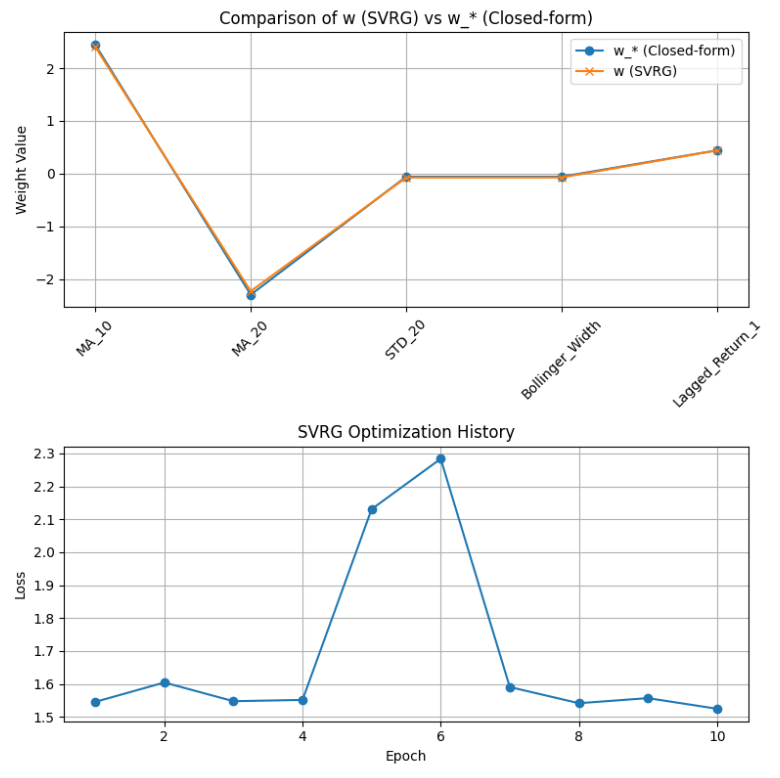 Comparison of w (SVRG) vs w_* (Closed-form)
2
1
0
−1
−2
Weight Value
w_* (Closed-form)
w (SVRG)
MA_10
MA_20
STD_20
Bollinger_Width
Lagged_Return_1
SVRG Optimization History
2.3
2.2
2.1
2.0
1.9
1.8
1.7
1.6
1.5
Loss
2
4
6
8
10
Epoch